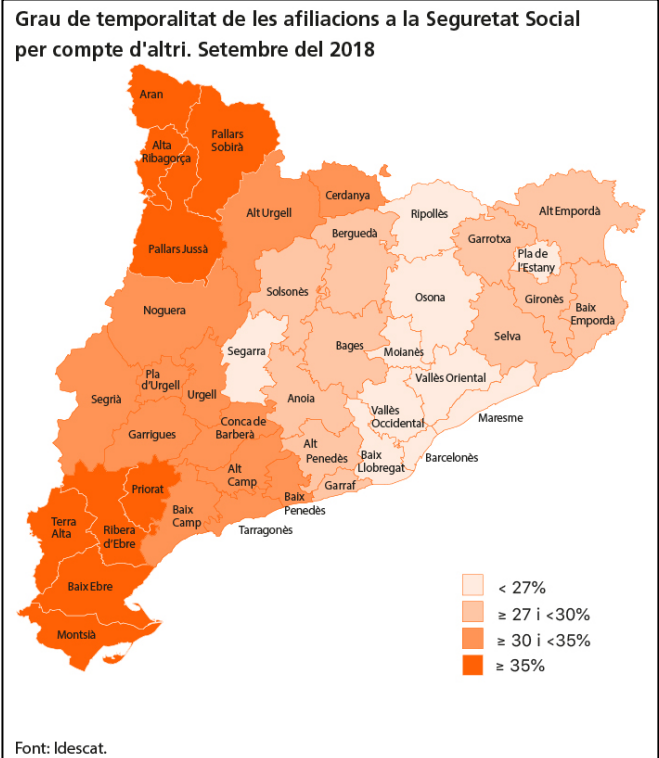 Grau de temporalitat de les afiliacions a la Seguretat Social
per compte d'altri. Setembre del 2018
Aran
Alta
Ribagorça
Pallars
Sobirà
Pallars Jussà
Alt Urgell
Cerdanya
Berguedà
Ripollès
Garrotxa
Alt Empordà
Pla de
l'Estany
Gironès
Baix
Empordà
Noguera
Solsonès
Osona
Selva
Segarra
Bages
Moianès
Vallès Oriental
Maresme
Segrià
Pla
d'Urgell
Urgell
Anoia
Vallès
Occidental
Garrigues
Conca de
Barberà
Alt
Penedès
Baix
Llobregat
Barcelonès
Priorat
Alt
Camp
Garraf
Baix
Penedès
Baix
Camp
Tarragonès
Terra
Alta
Ribera
d'Ebre
Baix Ebre
Montsià
< 27%
≥ 27 i <30%
≥ 30 i <35%
≥ 35%
Font: Idescat.